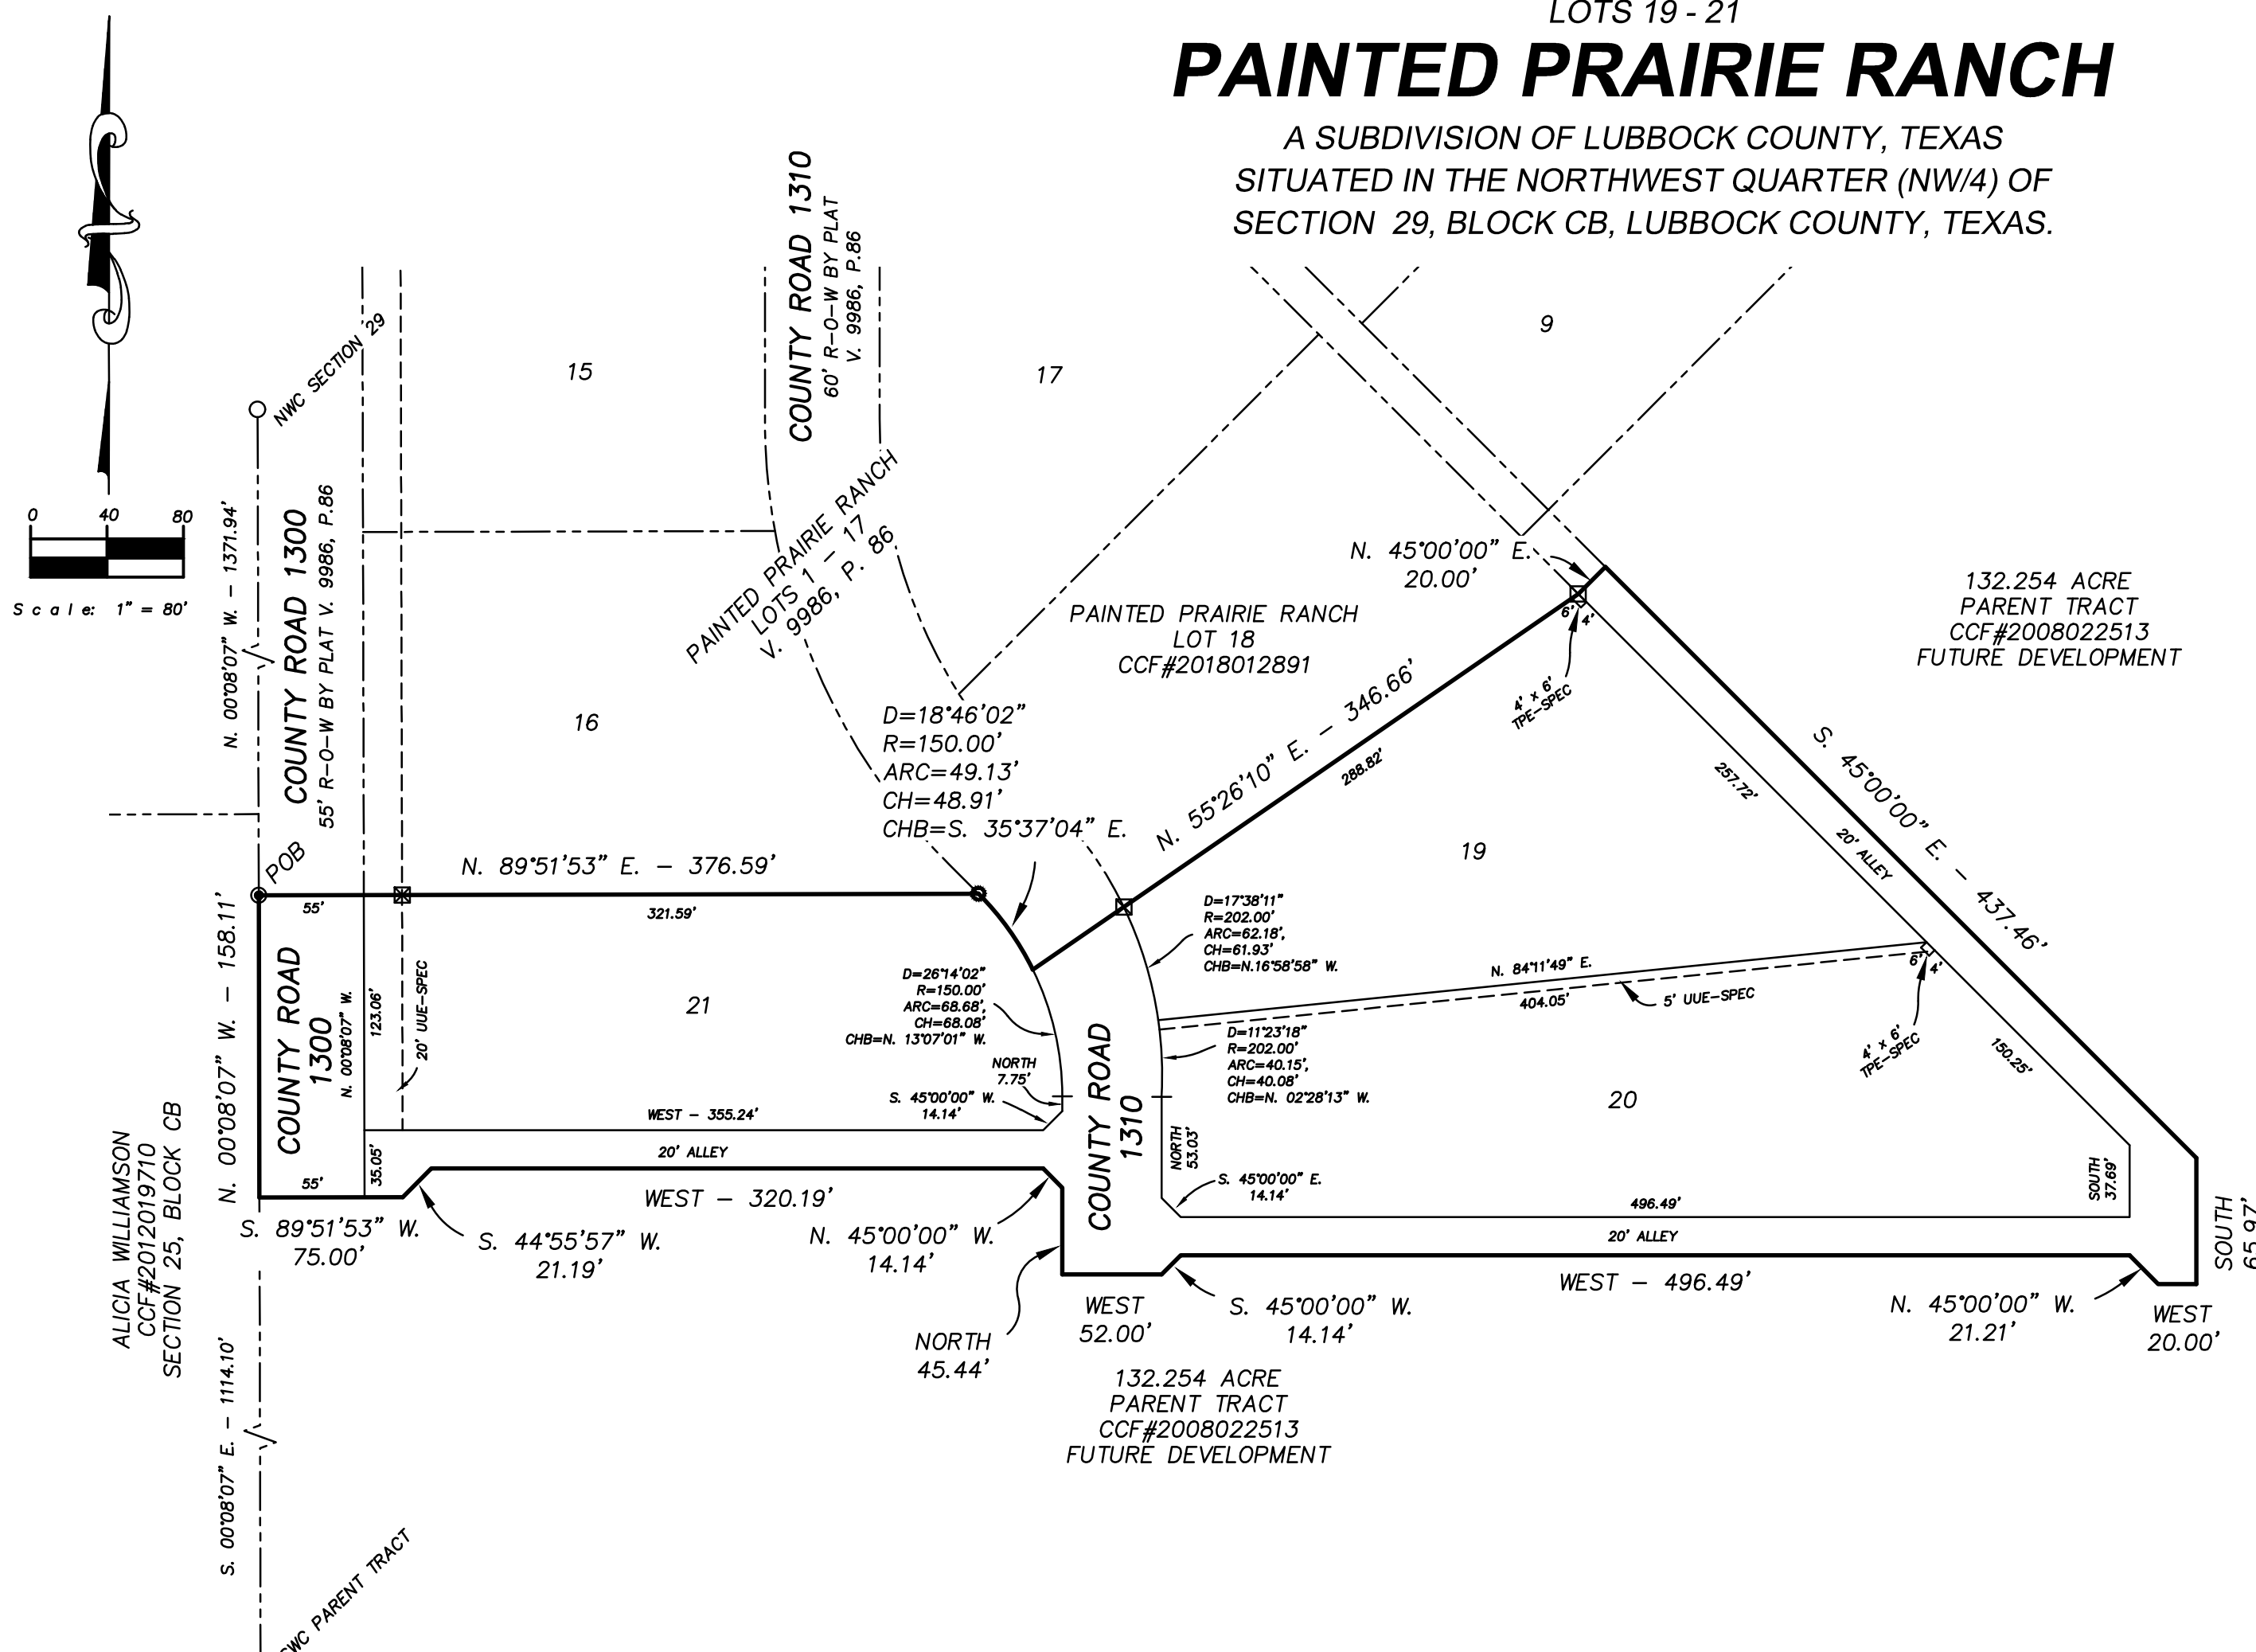 LOTS 19 - 21
PAINTED PRAIRIE RANCH
A SUBDIVISION OF LUBBOCK COUNTY, TEXAS
SITUATED IN THE NORTHWEST QUARTER (NW/4) OF
SECTION 29, BLOCK CB, LUBBOCK COUNTY, TEXAS.
0 40 80
Scale: 1" = 80'
NWC SECTION 29
N. 00°08'07" W. - 1371.94'
COUNTY ROAD 1300
55' R-O-W BY PLAT V. 9986, P.86
15
COUNTY ROAD 1310
60' R-O-W BY PLAT
V. 9986, P.86
17
9
PAINTED PRAIRIE RANCH
LOTS 1 - 17
V. 9986, P. 86
16
N. 45°00'00" E.
20.00'
PAINTED PRAIRIE RANCH
LOT 18
CCF#2018012891
132.254 ACRE
PARENT TRACT
CCF#2008022513
FUTURE DEVELOPMENT
6'
4'
4' x 6'
TPE-SPEC
D=18°46'02"
R=150.00'
ARC=49.13'
CH=48.91'
CHB=S. 35°37'04" E.
N. 55°26'10" E. - 346.66'
288.82'
257.72'
20' ALLEY
S. 45°00'00" E. - 437.46'
19
POB
N. 89°51'53" E. - 376.59'
55'
321.59'
N. 00°08'07" W. - 158.11'
COUNTY ROAD
1300
N. 00°08'07" W.
123.06'
20' UUE-SPEC
21
D=26°14'02"
R=150.00'
ARC=68.68',
CH=68.08'
CHB=N. 13°07'01" W.
NORTH
7.75'
S. 45°00'00" W.
14.14'
D=17°38'11"
R=202.00'
ARC=62.18',
CH=61.93'
CHB=N.16°58'58" W.
N. 84°11'49" E.
404.05'
5' UUE-SPEC
6'
4'
4' x 6'
TPE-SPEC
150.25'
D=11°23'18"
R=202.00'
ARC=40.15',
CH=40.08'
CHB=N. 02°28'13" W.
20
COUNTY ROAD
1310
NORTH
53.03'
S. 45°00'00" E.
14.14'
496.49'
20' ALLEY
SOUTH
37.69'
SOUTH
65.97'
WEST - 355.24'
20' ALLEY
35.05'
55'
WEST - 320.19'
S. 89°51'53" W.
75.00'
S. 44°55'57" W.
21.19'
N. 45°00'00" W.
14.14'
NORTH
45.44'
WEST
52.00'
S. 45°00'00" W.
14.14'
WEST - 496.49'
N. 45°00'00" W.
21.21'
WEST
20.00'
132.254 ACRE
PARENT TRACT
CCF#2008022513
FUTURE DEVELOPMENT
ALICIA WILLIAMSON
CCF#2012019710
SECTION 25, BLOCK CB
S. 00°08'07" E. - 1114.10'
SWC PARENT TRACT